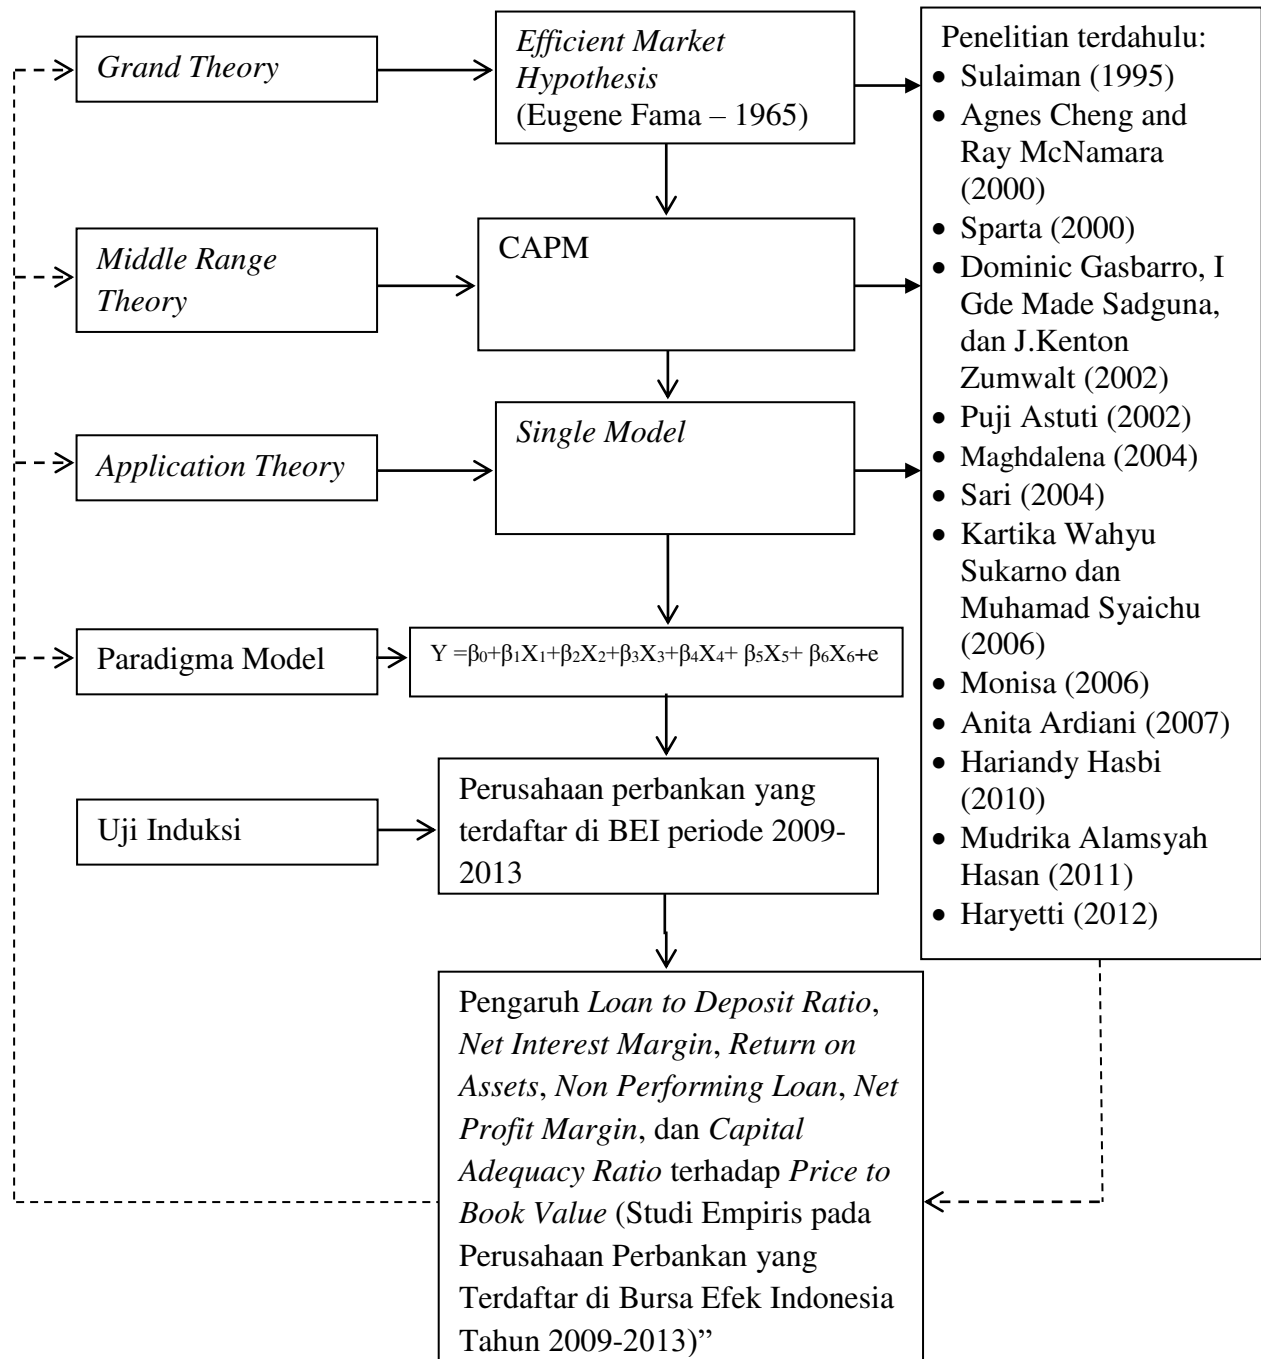 Grand Theory
Efficient Market
Hypothesis
(Eugene Fama – 1965)
Middle Range
Theory
CAPM
Application Theory
Single Model
Paradigma Model
Y =β₀+β₁X₁+β₂X₂+β₃X₃+β₄X₄+ β₅X₅+ β₆X₆+e
Uji Induksi
Perusahaan perbankan yang
terdaftar di BEI periode 2009-
2013
Pengaruh Loan to Deposit Ratio,
Net Interest Margin, Return on
Assets, Non Performing Loan, Net
Profit Margin, dan Capital
Adequacy Ratio terhadap Price to
Book Value (Studi Empiris pada
Perusahaan Perbankan yang
Terdaftar di Bursa Efek Indonesia
Tahun 2009-2013)”
Penelitian terdahulu:
• Sulaiman (1995)
• Agnes Cheng and
Ray McNamara
(2000)
• Sparta (2000)
• Dominic Gasbarro, I
Gde Made Sadguna,
dan J.Kenton
Zumwalt (2002)
• Puji Astuti (2002)
• Maghdalena (2004)
• Sari (2004)
• Kartika Wahyu
Sukarno dan
Muhamad Syaichu
(2006)
• Monisa (2006)
• Anita Ardiani (2007)
• Hariandy Hasbi
(2010)
• Mudrika Alamsyah
Hasan (2011)
• Haryetti (2012)